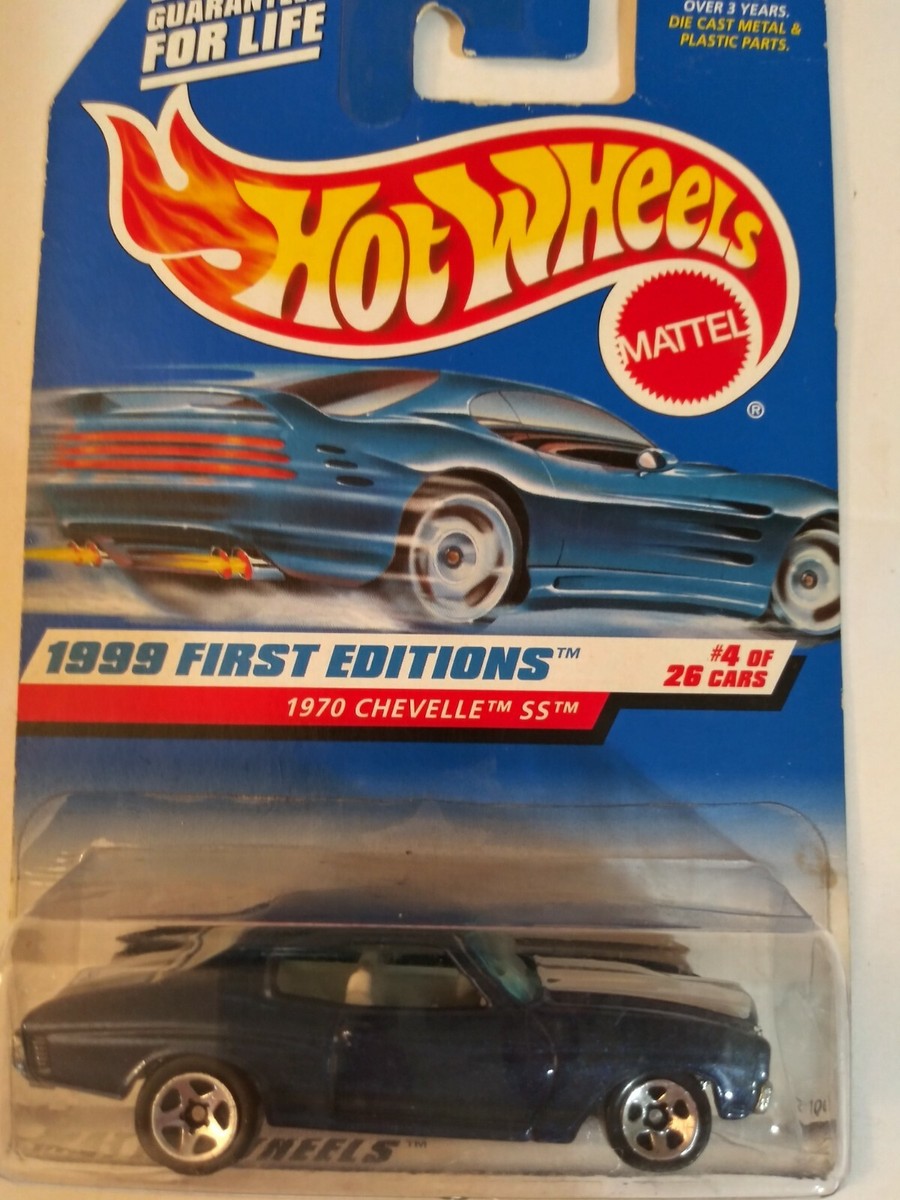 FOR LIFE
OVER 3 YEARS.
DIE CAST METAL &
PLASTIC PARTS.
HOT WHEELS
MATTEL
®
1999 FIRST EDITIONS™
#4 OF
26 CARS
1970 CHEVELLE™ SS™
WHEELS™